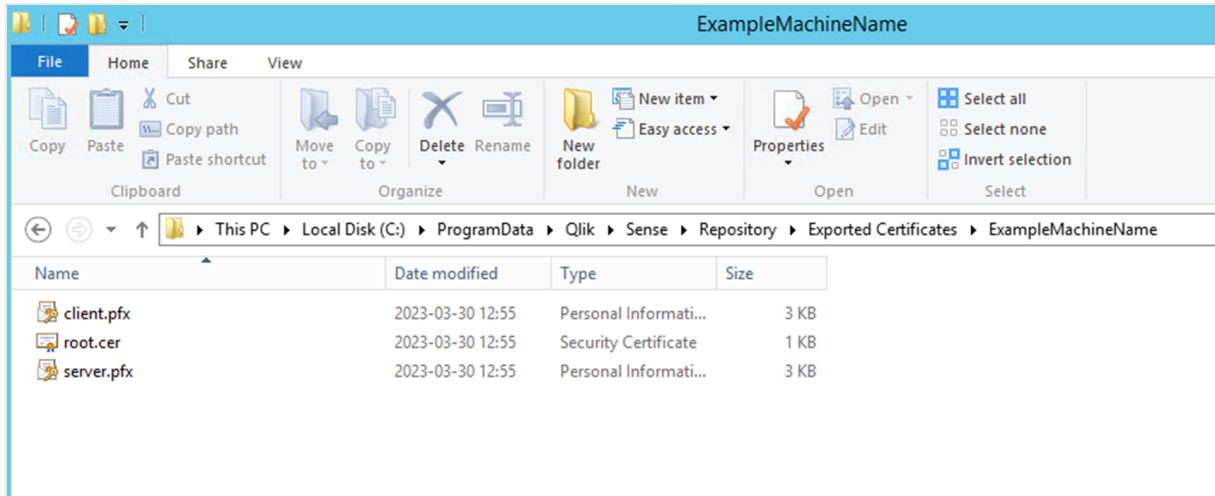 ExampleMachineName
File Home Share View
Copy
Paste
Cut
Copy path
Paste shortcut
Clipboard
Move to
Copy to
Delete
Rename
Organize
New folder
New item
Easy access
New
Properties
Open
Edit
Open
Select all
Select none
Invert selection
Select
This PC Local Disk (C:) ProgramData Qlik Sense Repository Exported Certificates ExampleMachineName
Name Date modified Type Size
client.pfx 2023-03-30 12:55 Personal Informati... 3 KB
root.cer 2023-03-30 12:55 Security Certificate 1 KB
server.pfx 2023-03-30 12:55 Personal Informati... 3 KB